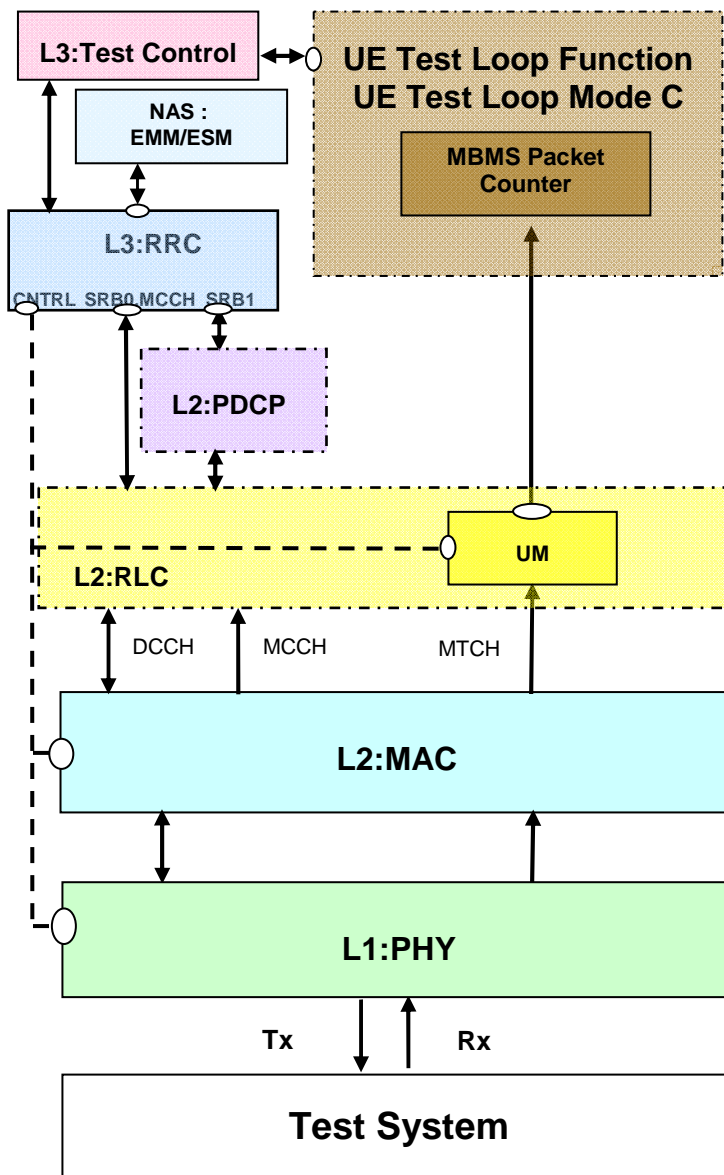 L3:Test Control
UE Test Loop Function
UE Test Loop Mode C
NAS :
EMM/ESM
MBMS Packet
Counter
L3:RRC
CNTRL SRB0,MCCH SRB1
L2:PDCP
UM
L2:RLC
DCCH
MCCH
MTCH
L2:MAC
L1:PHY
Tx
Rx
Test System